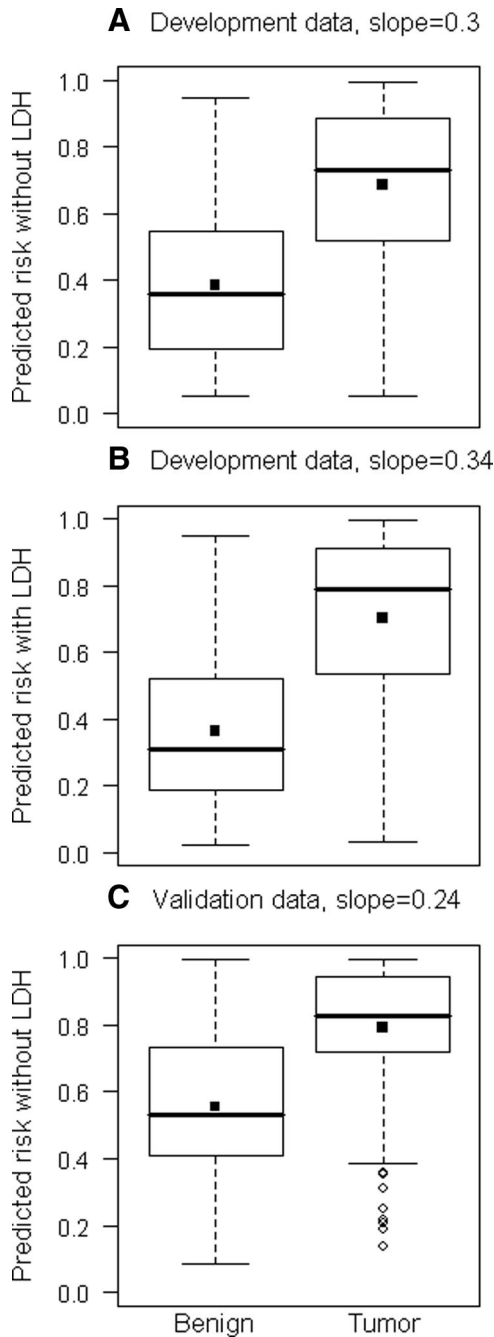 A Development data, slope=0.3
Predicted risk without LDH
1.0
0.8
0.6
0.4
0.2
0.0
B Development data, slope=0.34
Predicted risk with LDH
1.0
0.8
0.6
0.4
0.2
0.0
C Validation data, slope=0.24
Predicted risk without LDH
1.0
0.8
0.6
0.4
0.2
0.0
Benign Tumor